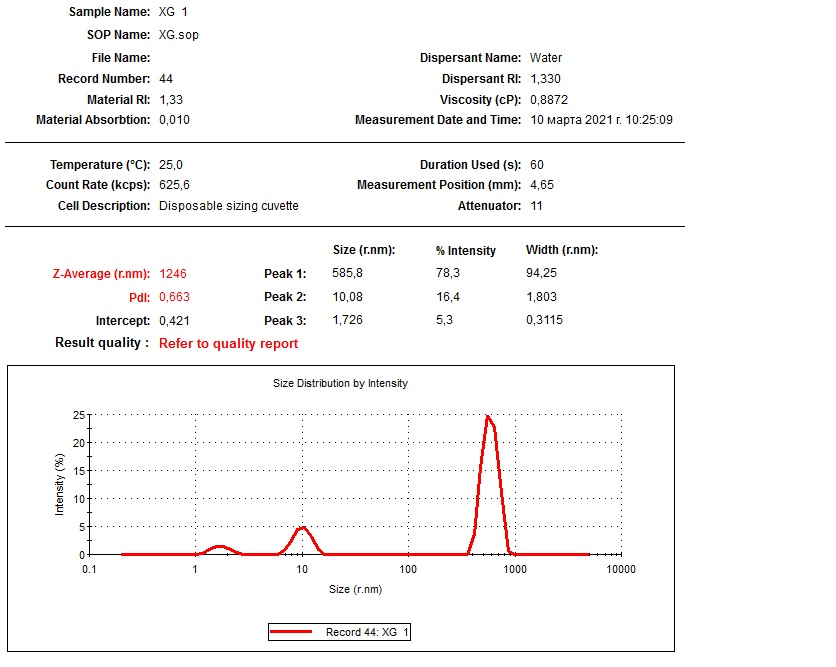 Sample Name: XG 1
SOP Name: XG.sop
File Name: Dispersant Name: Water
Record Number: 44 Dispersant RI: 1,330
Material RI: 1,33 Viscosity (cP): 0,8872
Material Absorbtion: 0,010 Measurement Date and Time: 10 марта 2021 г. 10:25:09
Temperature (°C): 25,0 Duration Used (s): 60
Count Rate (kcps): 625,6 Measurement Position (mm): 4,65
Cell Description: Disposable sizing cuvette Attenuator: 11
Size (r.nm): % Intensity Width (r.nm):
Z-Average (r.nm): 1246 Peak 1: 585,8 78,3 94,25
PdI: 0,663 Peak 2: 10,08 16,4 1,803
Intercept: 0,421 Peak 3: 1,726 5,3 0,3115
Result quality : Refer to quality report
Size Distribution by Intensity
25
20
15
10
5
0
Intensity (%)
0.1 1 10 100 1000 10000
Size (r.nm)
Record 44: XG 1